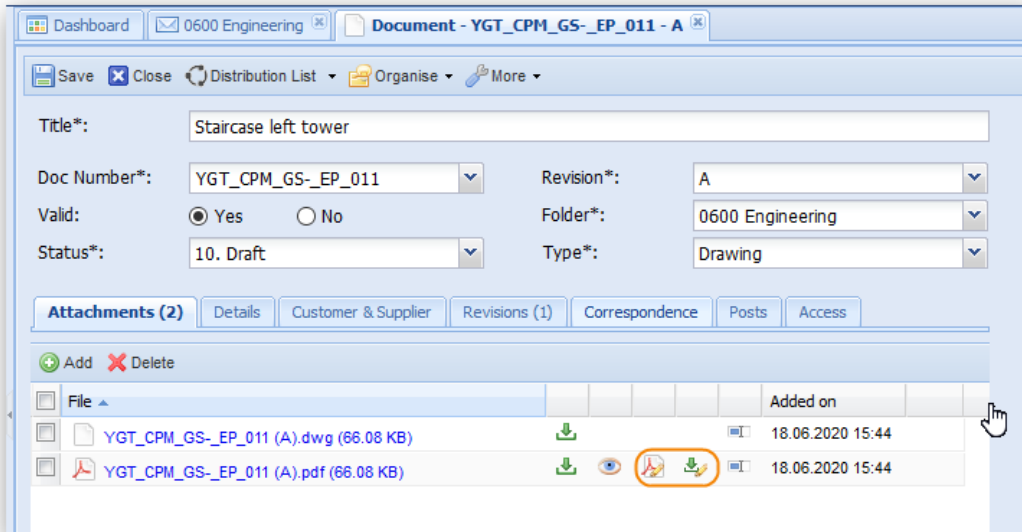 Dashboard 0600 Engineering Document - YGT_CPM_GS-_EP_011 - A
Save Close Distribution List Organise More
Title*: Staircase left tower
Doc Number*: YGT_CPM_GS-_EP_011 Revision*: A
Valid: Yes No Folder*: 0600 Engineering
Status*: 10. Draft Type*: Drawing
Attachments (2) Details Customer & Supplier Revisions (1) Correspondence Posts Access
Add Delete
File Added on
YGT_CPM_GS-_EP_011 (A).dwg (66.08 KB) 18.06.2020 15:44
YGT_CPM_GS-_EP_011 (A).pdf (66.08 KB) 18.06.2020 15:44